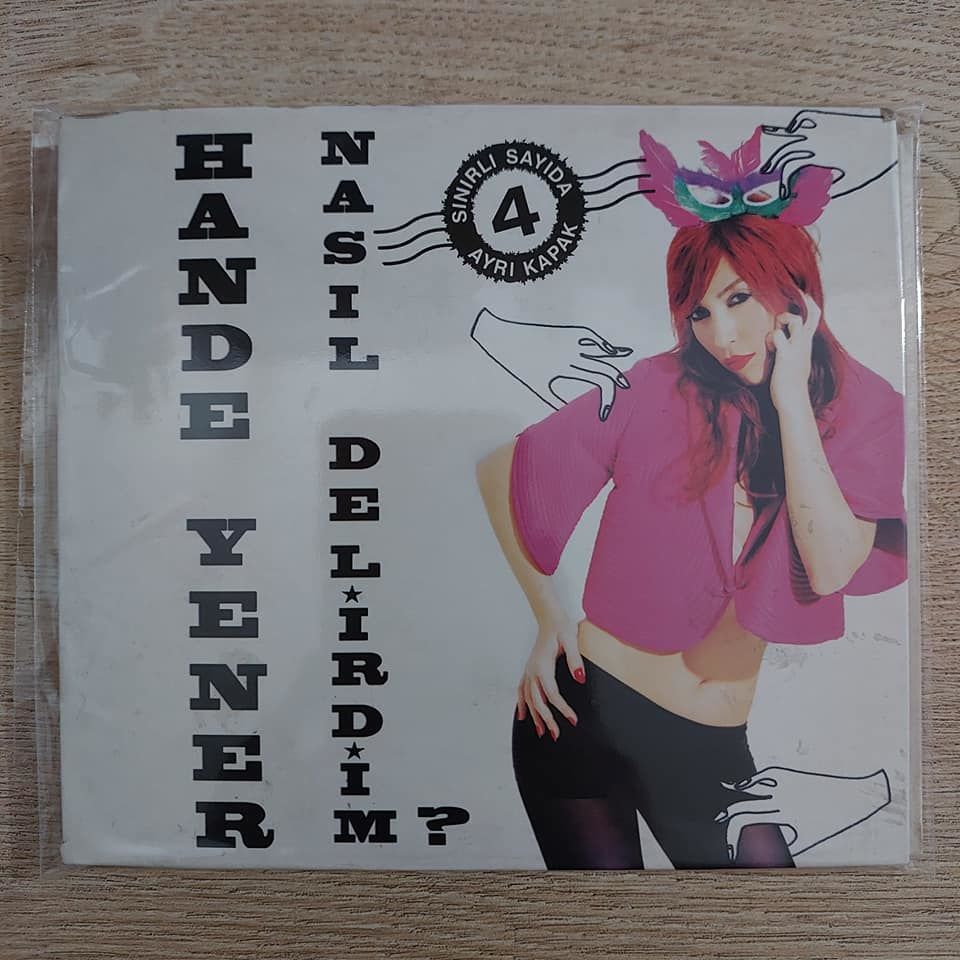 HANDE YENER
NASIL DELİRDİM?
SINIRLI SAYIDA
4
AYRI KAPAK